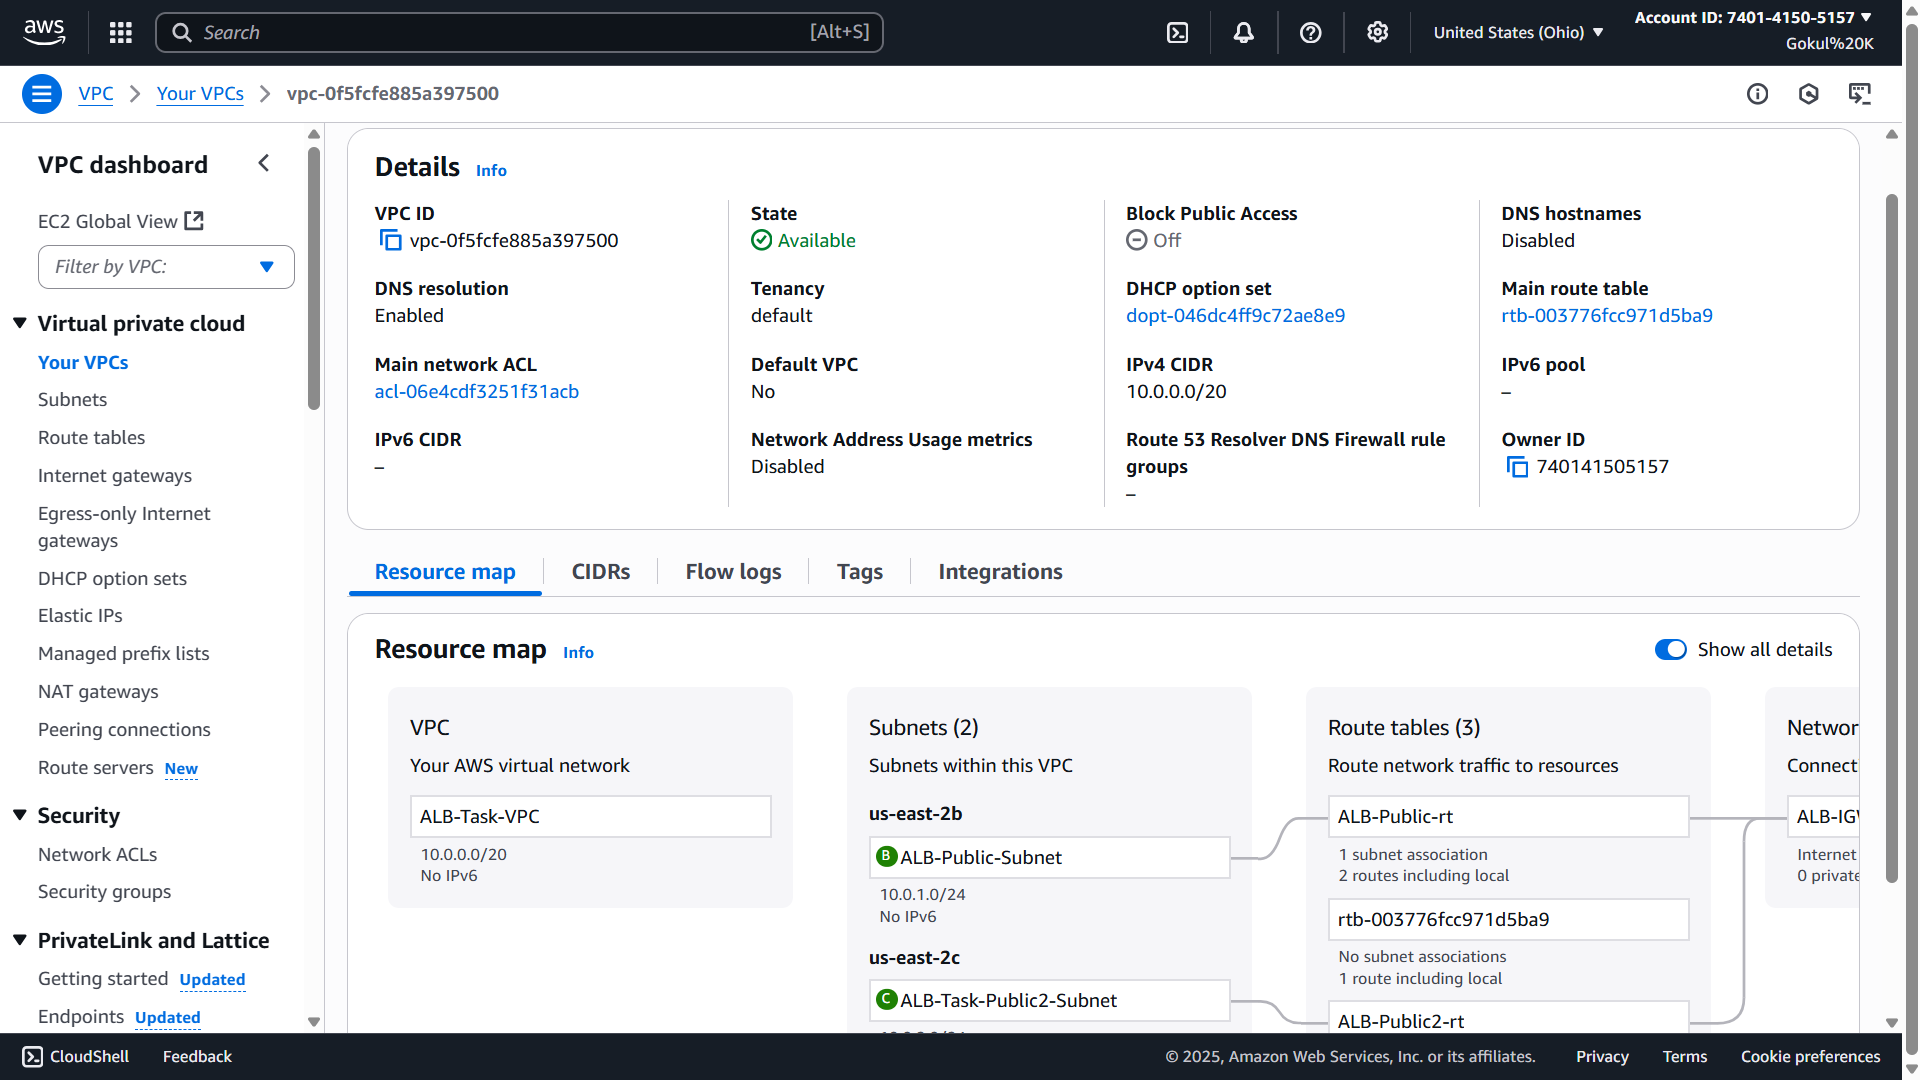 aws
Search [Alt+S]
United States (Ohio)
Account ID: 7401-4150-5157
Gokul%20K
VPC
Your VPCs
vpc-0f5fcfe885a397500
VPC dashboard
EC2 Global View
Filter by VPC:
Virtual private cloud
Your VPCs
Subnets
Route tables
Internet gateways
Egress-only Internet
gateways
DHCP option sets
Elastic IPs
Managed prefix lists
NAT gateways
Peering connections
Route servers New
Security
Network ACLs
Security groups
PrivateLink and Lattice
Getting started Updated
Endpoints Updated
Details Info
VPC ID
vpc-0f5fcfe885a397500
State
Available
Block Public Access
Off
DNS hostnames
Disabled
DNS resolution
Enabled
Tenancy
default
DHCP option set
dopt-046dc4ff9c72ae8e9
Main route table
rtb-003776fcc971d5ba9
Main network ACL
acl-06e4cdf3251f31acb
Default VPC
No
IPv4 CIDR
10.0.0.0/20
IPv6 pool
–
IPv6 CIDR
–
Network Address Usage metrics
Disabled
Route 53 Resolver DNS Firewall rule
groups
–
Owner ID
740141505157
Resource map
CIDRs
Flow logs
Tags
Integrations
Resource map Info
Show all details
VPC
Your AWS virtual network
ALB-Task-VPC
10.0.0.0/20
No IPv6
Subnets (2)
Subnets within this VPC
us-east-2b
B ALB-Public-Subnet
10.0.1.0/24
No IPv6
us-east-2c
C ALB-Task-Public2-Subnet
Route tables (3)
Route network traffic to resources
ALB-Public-rt
1 subnet association
2 routes including local
rtb-003776fcc971d5ba9
No subnet associations
1 route including local
ALB-Public2-rt
Networ
Connect
ALB-IG
Internet
0 private
CloudShell
Feedback
© 2025, Amazon Web Services, Inc. or its affiliates.
Privacy
Terms
Cookie preferences